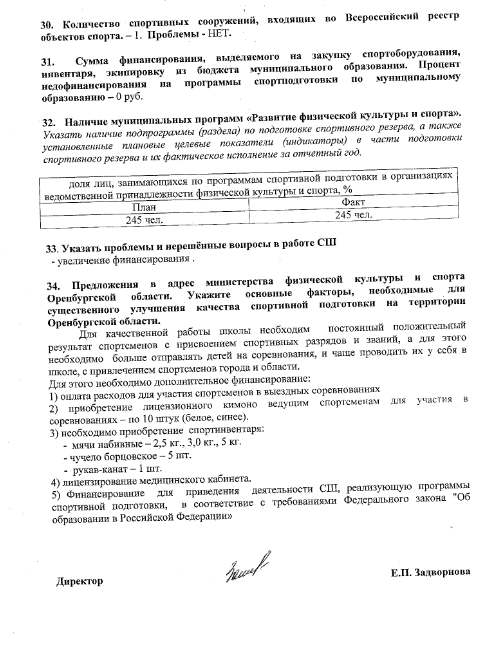 30. Количество спортивных сооружений, входящих во Всероссийский реестр
объектов спорта. – 1. Проблемы - НЕТ.
31. Сумма финансирования, выделяемого на закупку спортоборудования,
инвентаря, экипировку из бюджета муниципального образования. Процент
недофинансирования на программы спортподготовки по муниципальному
образованию – 0 руб.
32. Наличие муниципальных программ «Развитие физической культуры и спорта».
Указать наличие подпрограммы (раздела) по подготовке спортивного резерва, а также
установленные плановые целевые показатели (индикаторы) в части подготовки
спортивного резерва и их фактическое исполнение за отчетный год.
доля лиц, занимающихся по программам спортивной подготовки в организациях
ведомственной принадлежности физической культуры и спорта, %
План Факт
245 чел. 245 чел.
33. Указать проблемы и нерешённые вопросы в работе СШ
- увеличение финансирования .
34. Предложения в адрес министерства физической культуры и спорта
Оренбургской области. Укажите основные факторы, необходимые для
существенного улучшения качества спортивной подготовки на территории
Оренбургской области.
Для качественной работы школы необходим постоянный положительный
результат спортсменов с присвоением спортивных разрядов и званий, а для этого
необходимо больше отправлять детей на соревнования, и чаще проводить их у себя в
школе, с привлечением спортсменов города и области.
Для этого необходимо дополнительное финансирование:
1) оплата расходов для участия спортсменов в выездных соревнованиях
2) приобретение лицензионного кимоно ведущим спортсменам для участия в
соревнованиях – по 10 штук (белое, синее).
3) необходимо приобретение спортинвентаря:
- мячи набивные – 2,5 кг., 3,0 кг., 5 кг.
- чучело борцовское – 5 шт.
- рукав-канат – 1 шт.
4) лицензирование медицинского кабинета.
5) Финансирование для приведения деятельности СШ, реализующую программы
спортивной подготовки, в соответствие с требованиями Федерального закона "Об
образовании в Российской Федерации»
Директор Е.П. Задворнова